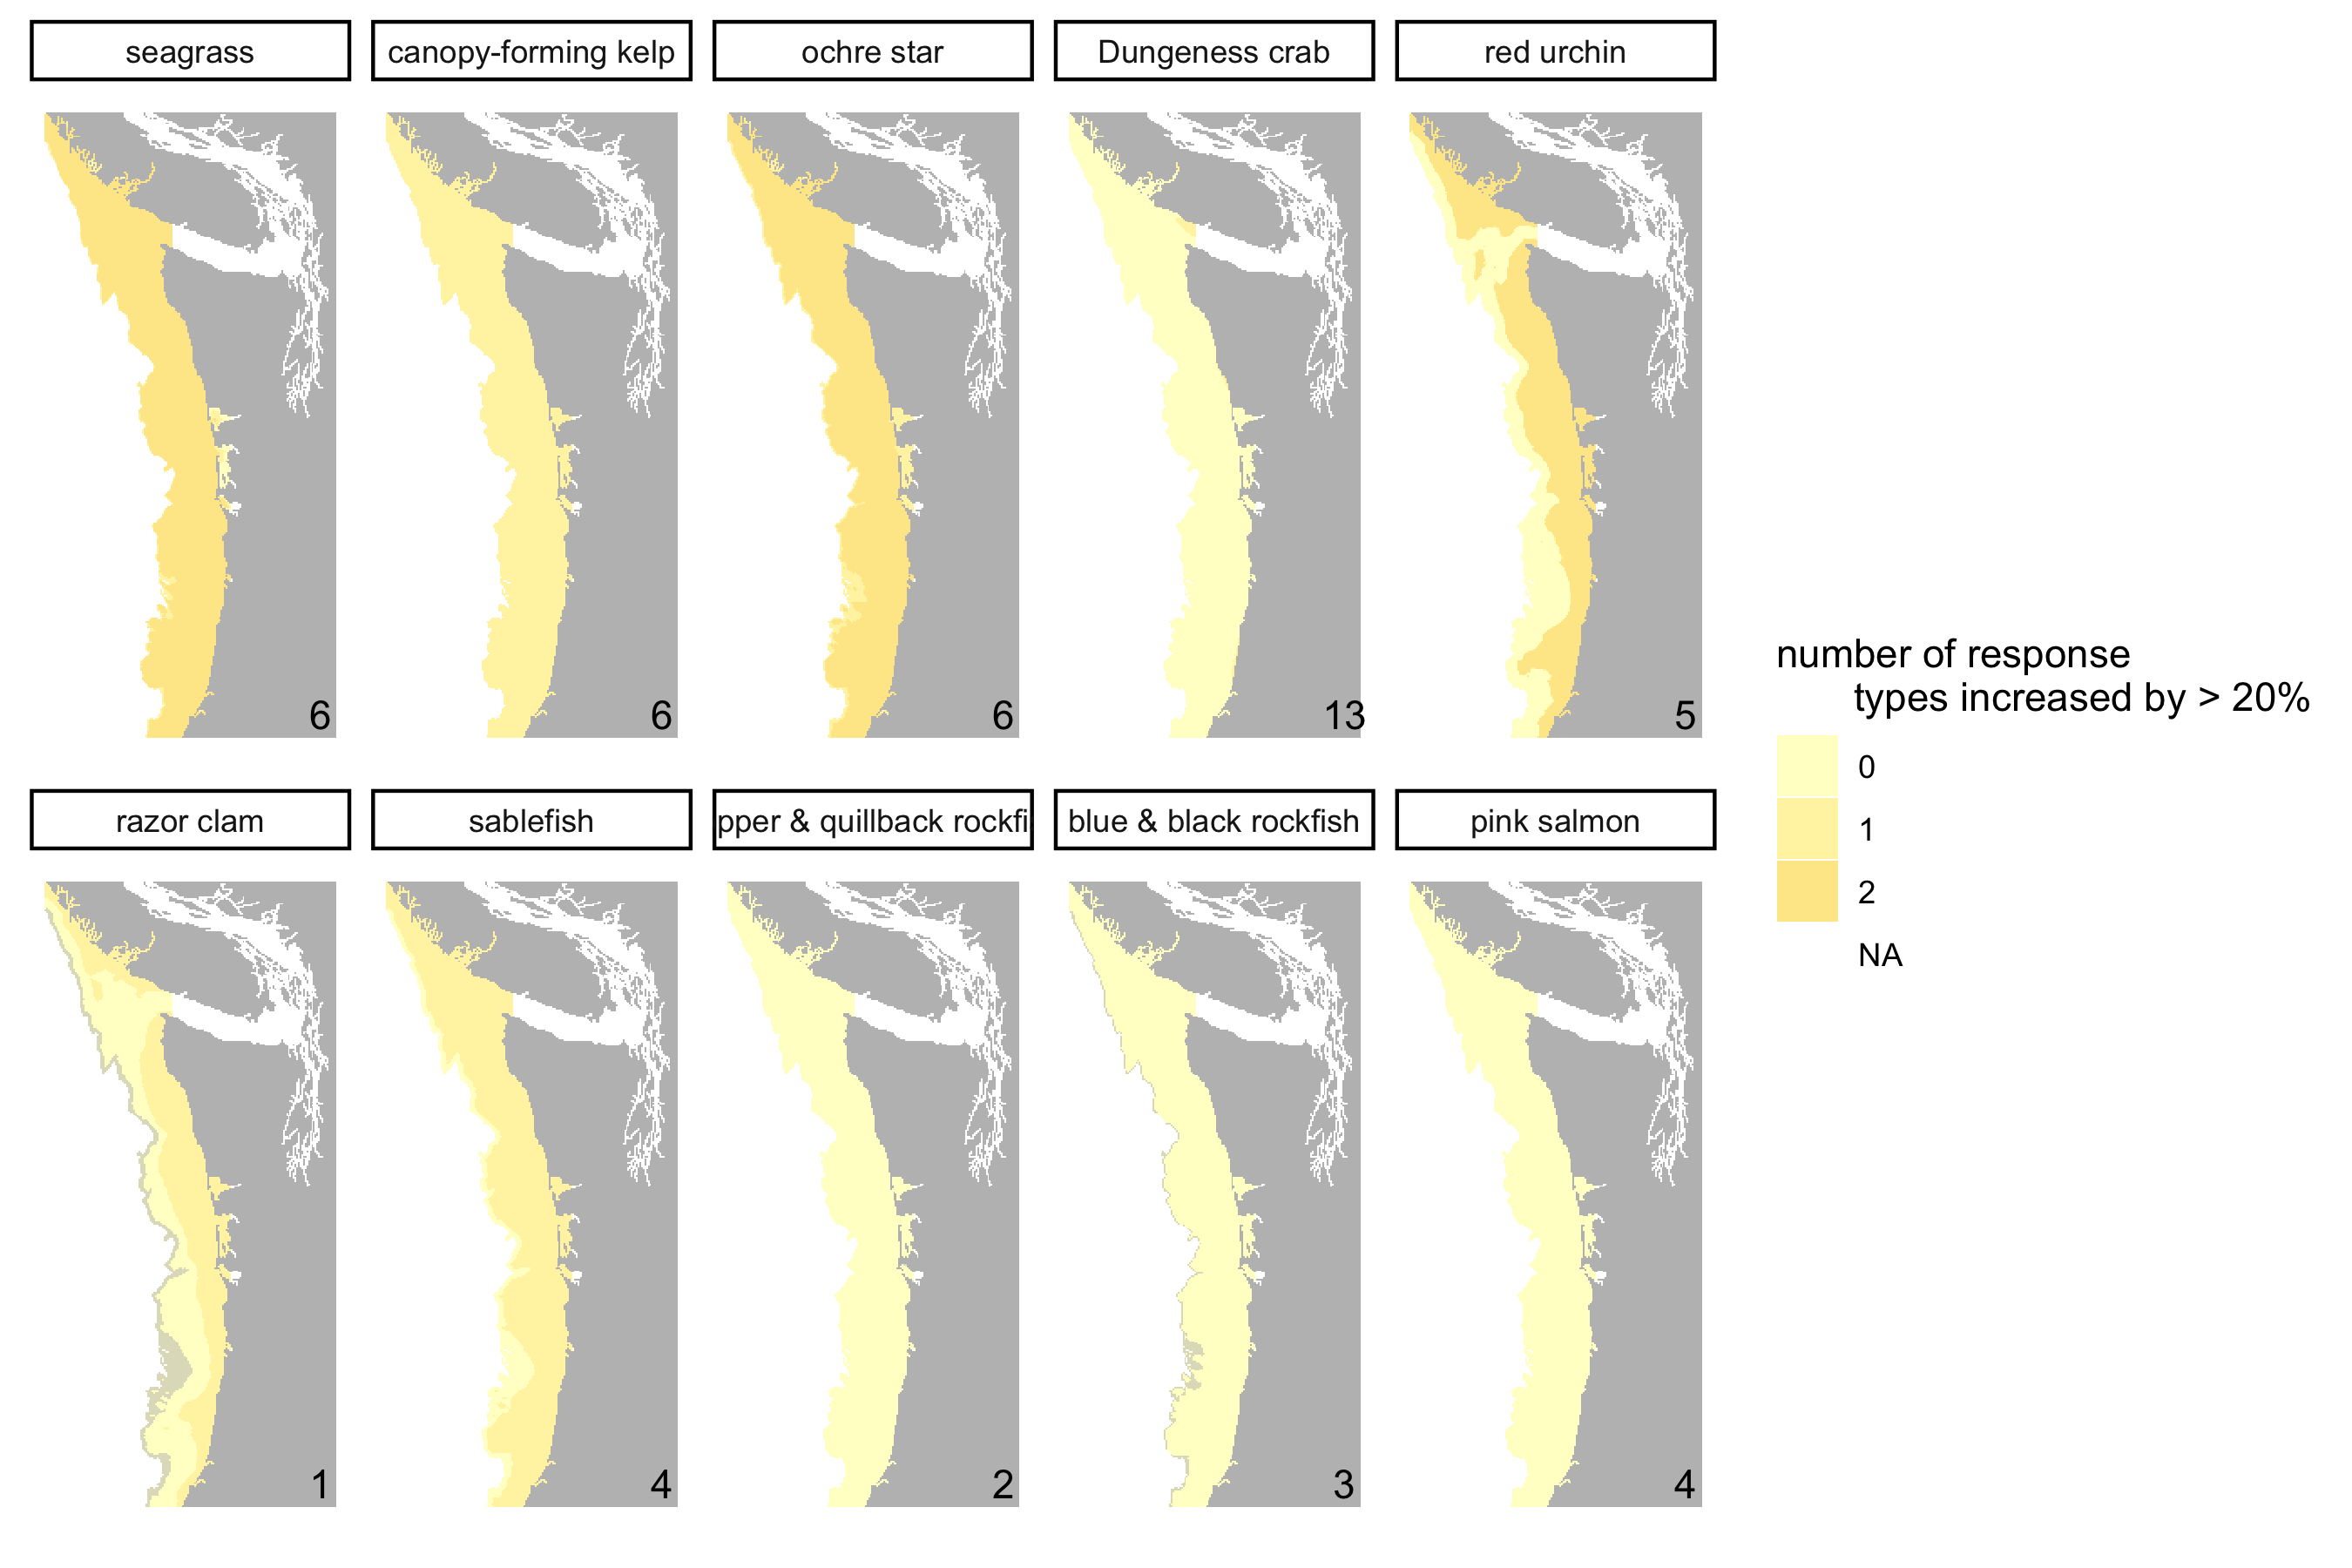 seagrass
canopy-forming kelp
ochre star
Dungeness crab
red urchin
6
6
6
13
5
number of response
types increased by > 20%
0
1
2
NA
razor clam
sablefish
pper & quillback rockfi
blue & black rockfish
pink salmon
1
4
2
3
4